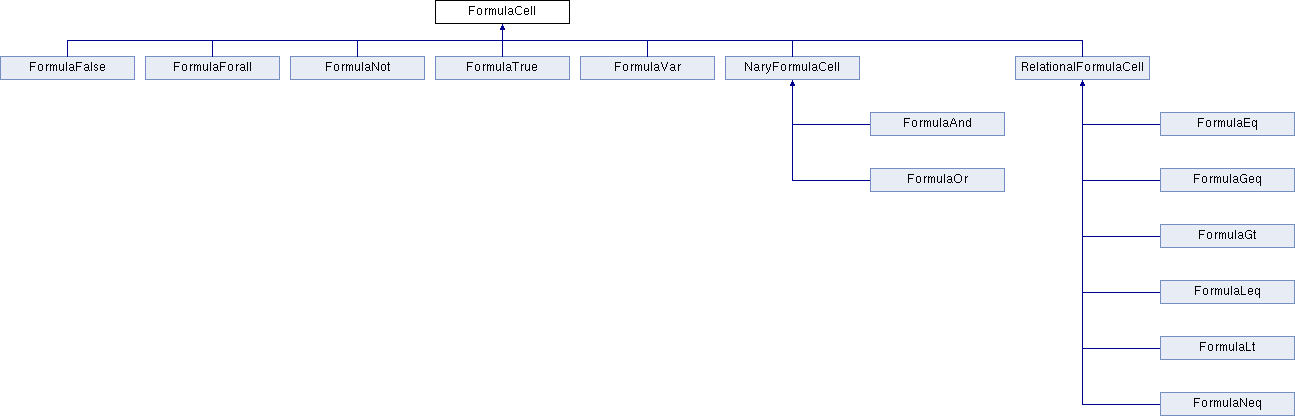 FormulaCell
FormulaFalse
FormulaForall
FormulaNot
FormulaTrue
FormulaVar
NaryFormulaCell
RelationalFormulaCell
FormulaAnd
FormulaEq
FormulaOr
FormulaGeq
FormulaGt
FormulaLeq
FormulaLt
FormulaNeq